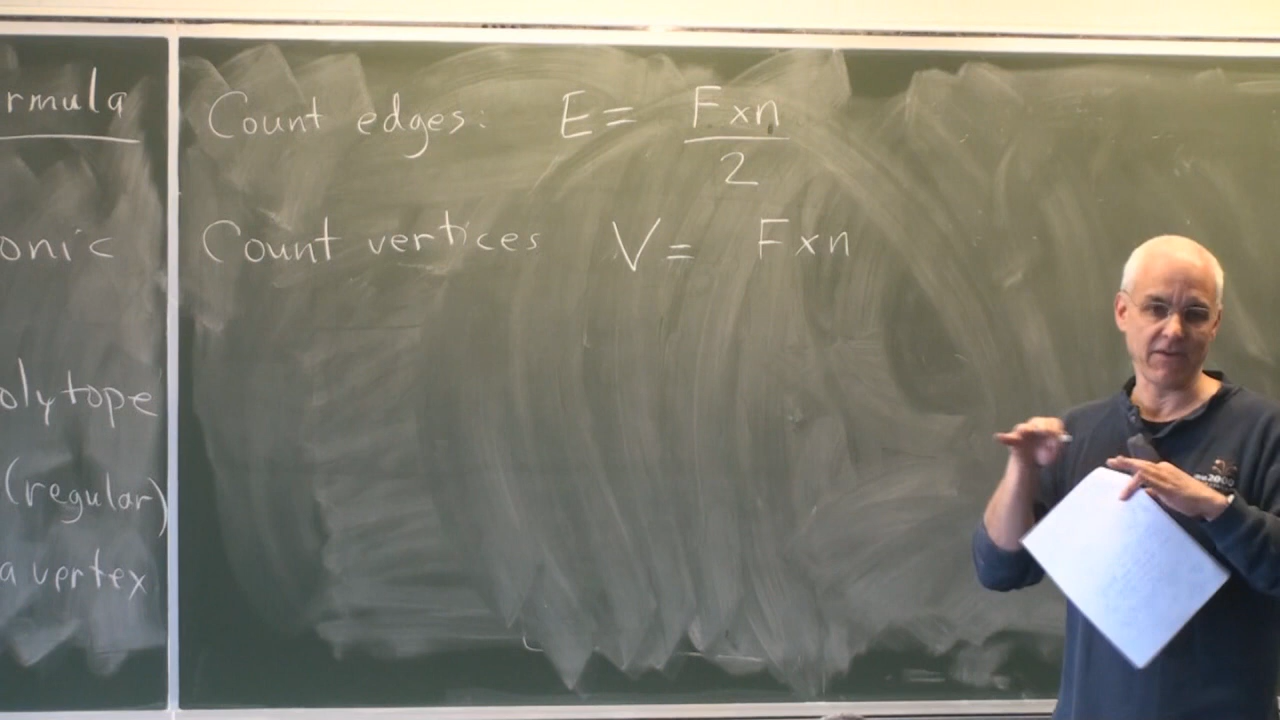 rmula
onic
olytope
(regular)
a vertex
Count edges: E = F x n
2
Count vertices V = F x n